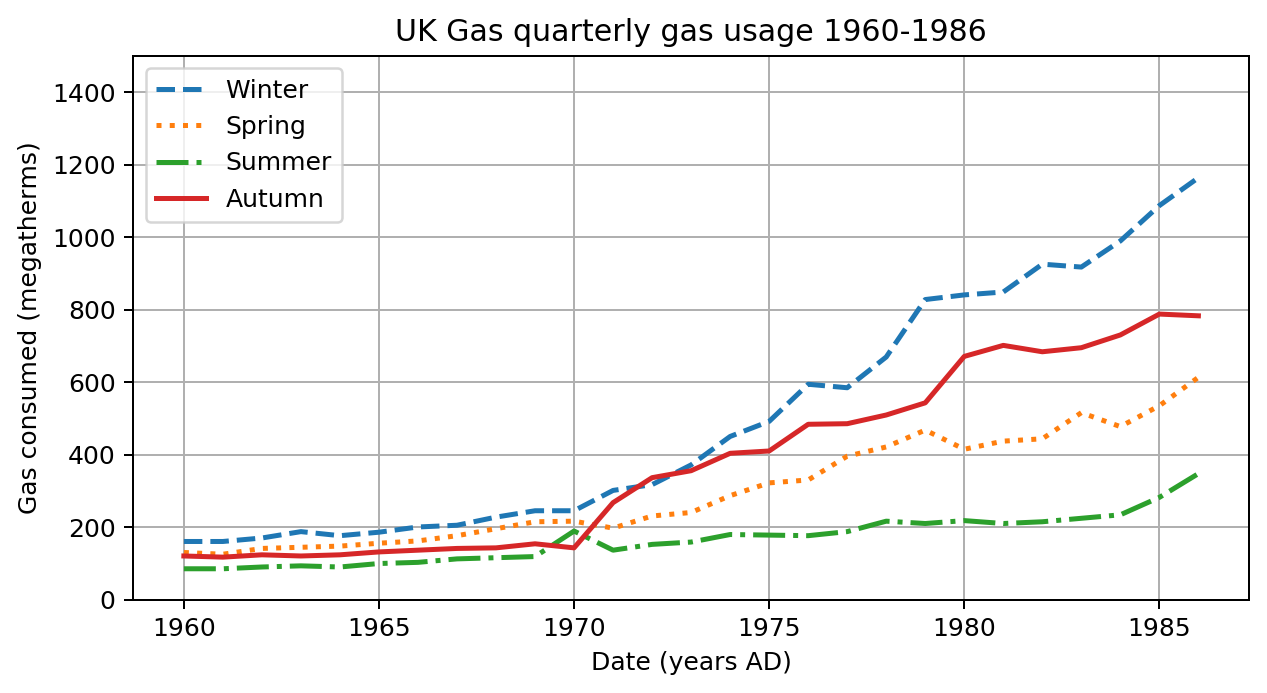 UK Gas quarterly gas usage 1960-1986
Winter
Spring
Summer
Autumn
Gas consumed (megatherms)
1400
1200
1000
800
600
400
200
0
1960 1965 1970 1975 1980 1985
Date (years AD)